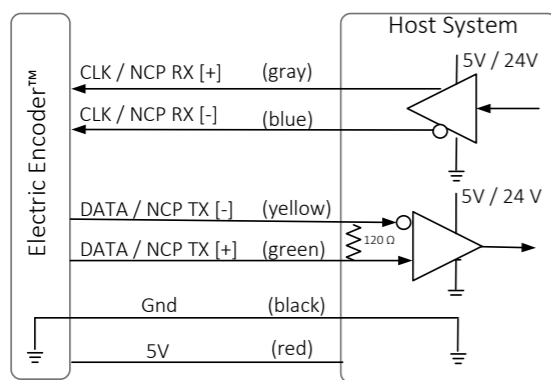 Host System
5V / 24V
CLK / NCP RX [+] (gray)
CLK / NCP RX [-] (blue)
Electric Encoder™
5V / 24 V
DATA / NCP TX [-] (yellow)
120 Ω
DATA / NCP TX [+] (green)
Gnd (black)
5V (red)